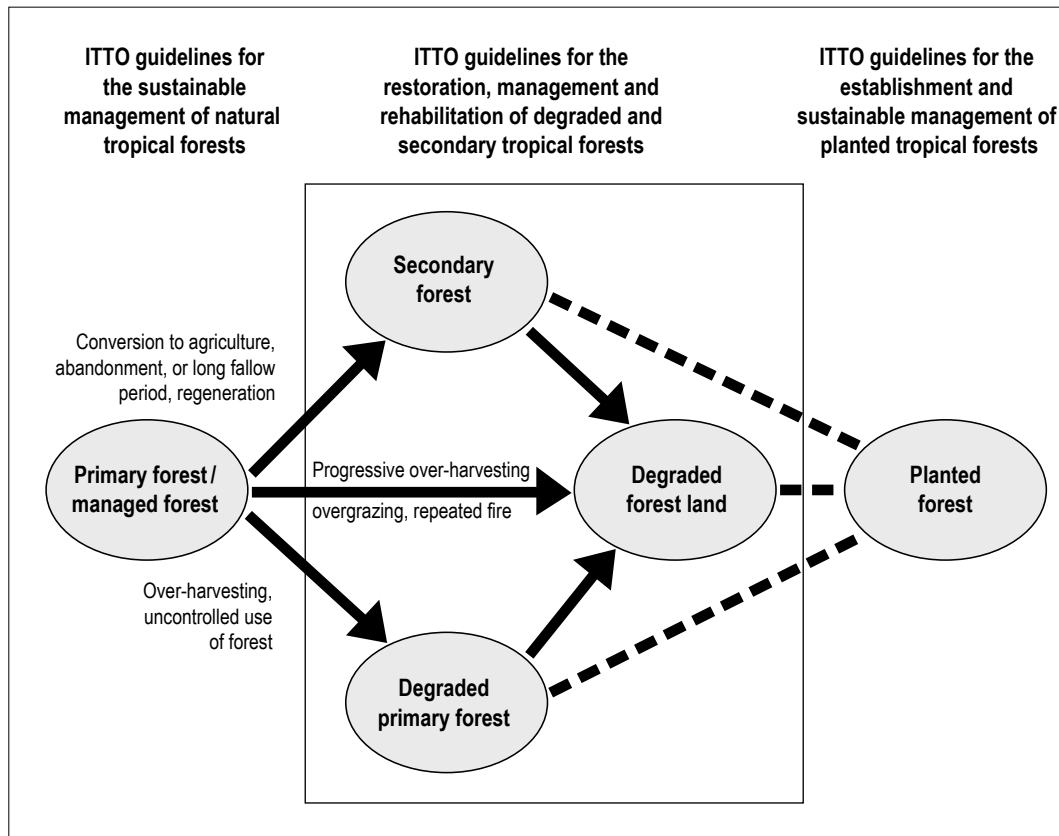 ITTO guidelines for
the sustainable
management of natural
tropical forests
ITTO guidelines for the
restoration, management and
rehabilitation of degraded and
secondary tropical forests
ITTO guidelines for the
establishment and
sustainable management of
planted tropical forests
Secondary
forest
Conversion to agriculture,
abandonment, or long fallow
period, regeneration
Primary forest/
managed forest
Progressive over-harvesting
overgrazing, repeated fire
Degraded
forest land
Planted
forest
Over-harvesting,
uncontrolled use
of forest
Degraded
primary forest